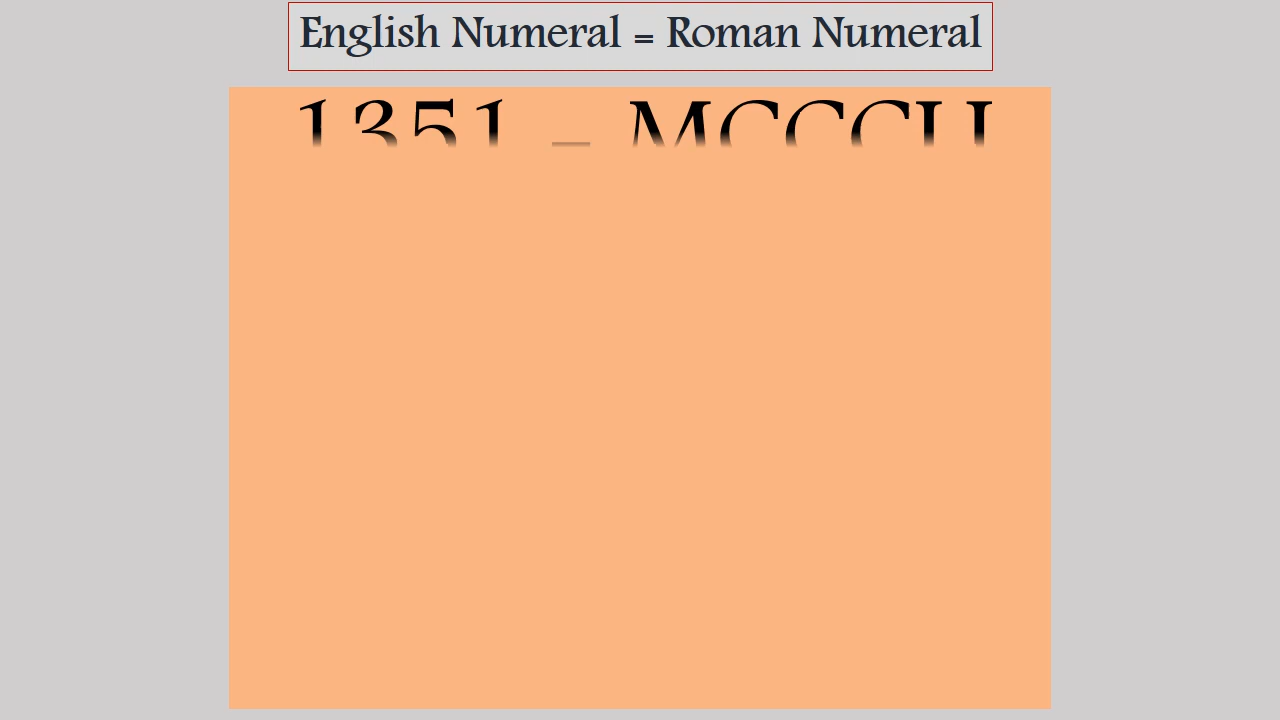 English Numeral = Roman Numeral
1351 = MCCCLI